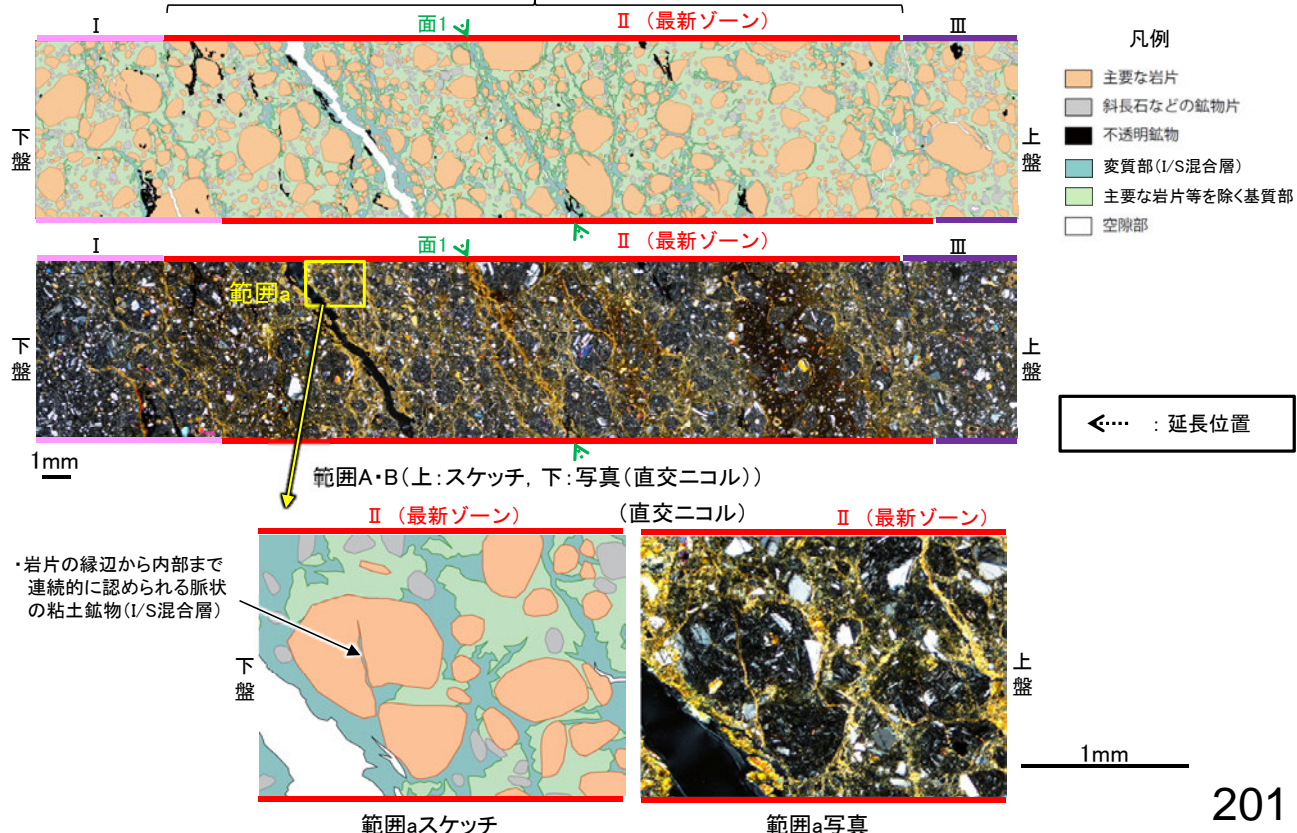 Ⅰ
面1
Ⅱ（最新ゾーン）
Ⅲ
下盤
上盤
凡例
主要な岩片
斜長石などの鉱物片
不透明鉱物
変質部(I/S混合層)
主要な岩片等を除く基質部
空隙部
Ⅰ
面1
Ⅱ（最新ゾーン）
Ⅲ
範囲a
下盤
上盤
：延長位置
1mm
範囲A・B(上：スケッチ，下：写真(直交ニコル))
Ⅱ（最新ゾーン）
(直交ニコル)
Ⅱ（最新ゾーン）
・岩片の縁辺から内部まで
連続的に認められる脈状
の粘土鉱物(I/S混合層)
下盤
上盤
1mm
範囲aスケッチ
範囲a写真
201